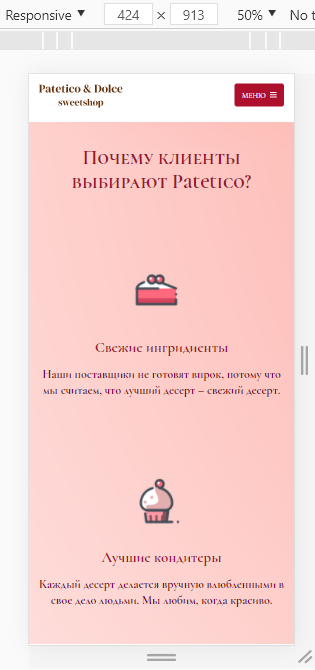 Responsive ▼ 424 × 913 50% ▼ No t
Patetico & Dolce
sweetshop
МЕНЮ
Почему клиенты
выбирают Patetico?
Свежие ингридиенты
Наши поставщики не готовят впрок, потому что
мы считаем, что лучший десерт – свежий десерт.
Лучшие кондитеры
Каждый десерт делается вручную влюбленными в
свое дело людьми. Мы любим, когда красиво.